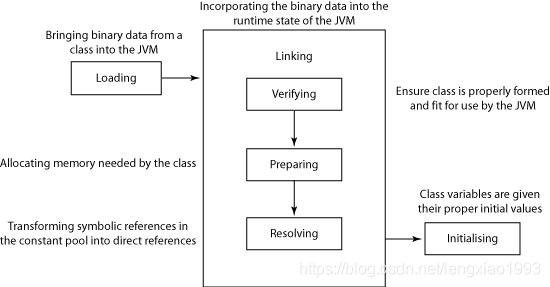 Incorporating the binary data into the
runtime state of the JVM
Bringing binary data from a
class into the JVM
Loading
Linking
Verifying
Ensure class is properly formed
and fit for use by the JVM
Allocating memory needed by the class
Preparing
Class variables are given
their proper initial values
Transforming symbolic references in
the constant pool into direct references
Resolving
Initialising
https://blog.csdn.net/lengxiao1993